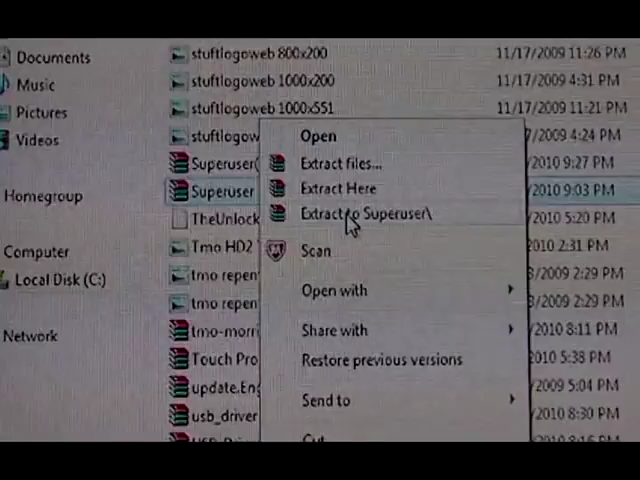 Documents
Music
Pictures
Videos
Homegroup
Computer
Local Disk (C:)
Network
stuftlogoweb 800x200 11/17/2009 11:26 PM
stuftlogoweb 1000x200 11/17/2009 4:31 PM
stuftlogoweb 1000x551 11/17/2009 11:21 PM
stuftlogow /17/2009 4:24 PM
Superuser( /2010 9:27 PM
Superuser /2010 9:03 PM
TheUnlock /2010 5:20 PM
Tmo HD2 /2010 2:31 PM
tmo repen /2009 2:29 PM
tmo repen /2009 2:29 PM
tmo-morri /2010 8:11 PM
Touch Pro /2010 5:38 PM
update.Eng /2009 5:04 PM
usb_driver /2010 8:30 PM
Open
Extract files...
Extract Here
Extract to Superuser\
Scan
Open with
Share with
Restore previous versions
Send to
Cut